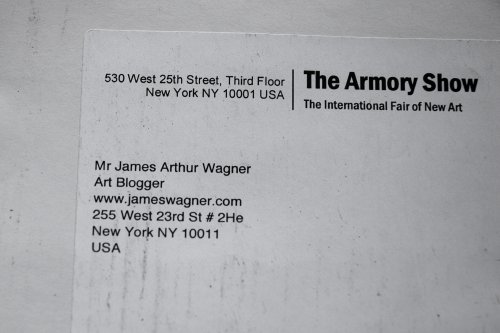 530 West 25th Street, Third Floor
New York NY 10001 USA
The Armory Show
The International Fair of New Art
Mr James Arthur Wagner
Art Blogger
www.jameswagner.com
255 West 23rd St # 2He
New York NY 10011
USA